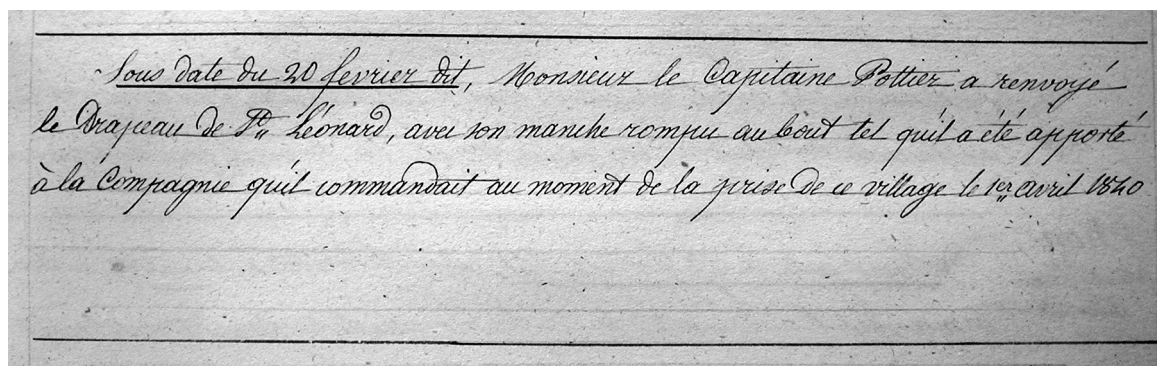 Sous date du 20 fevrier dit, Monsieur le Capitaine Pottier a renvoyé
le Drapeau de St Léonard, avec son manche rompu au bout tel qu'il a été apporté
à la Compagnie qu'il commandait au moment de la prise de ce village le 1er avril 1840